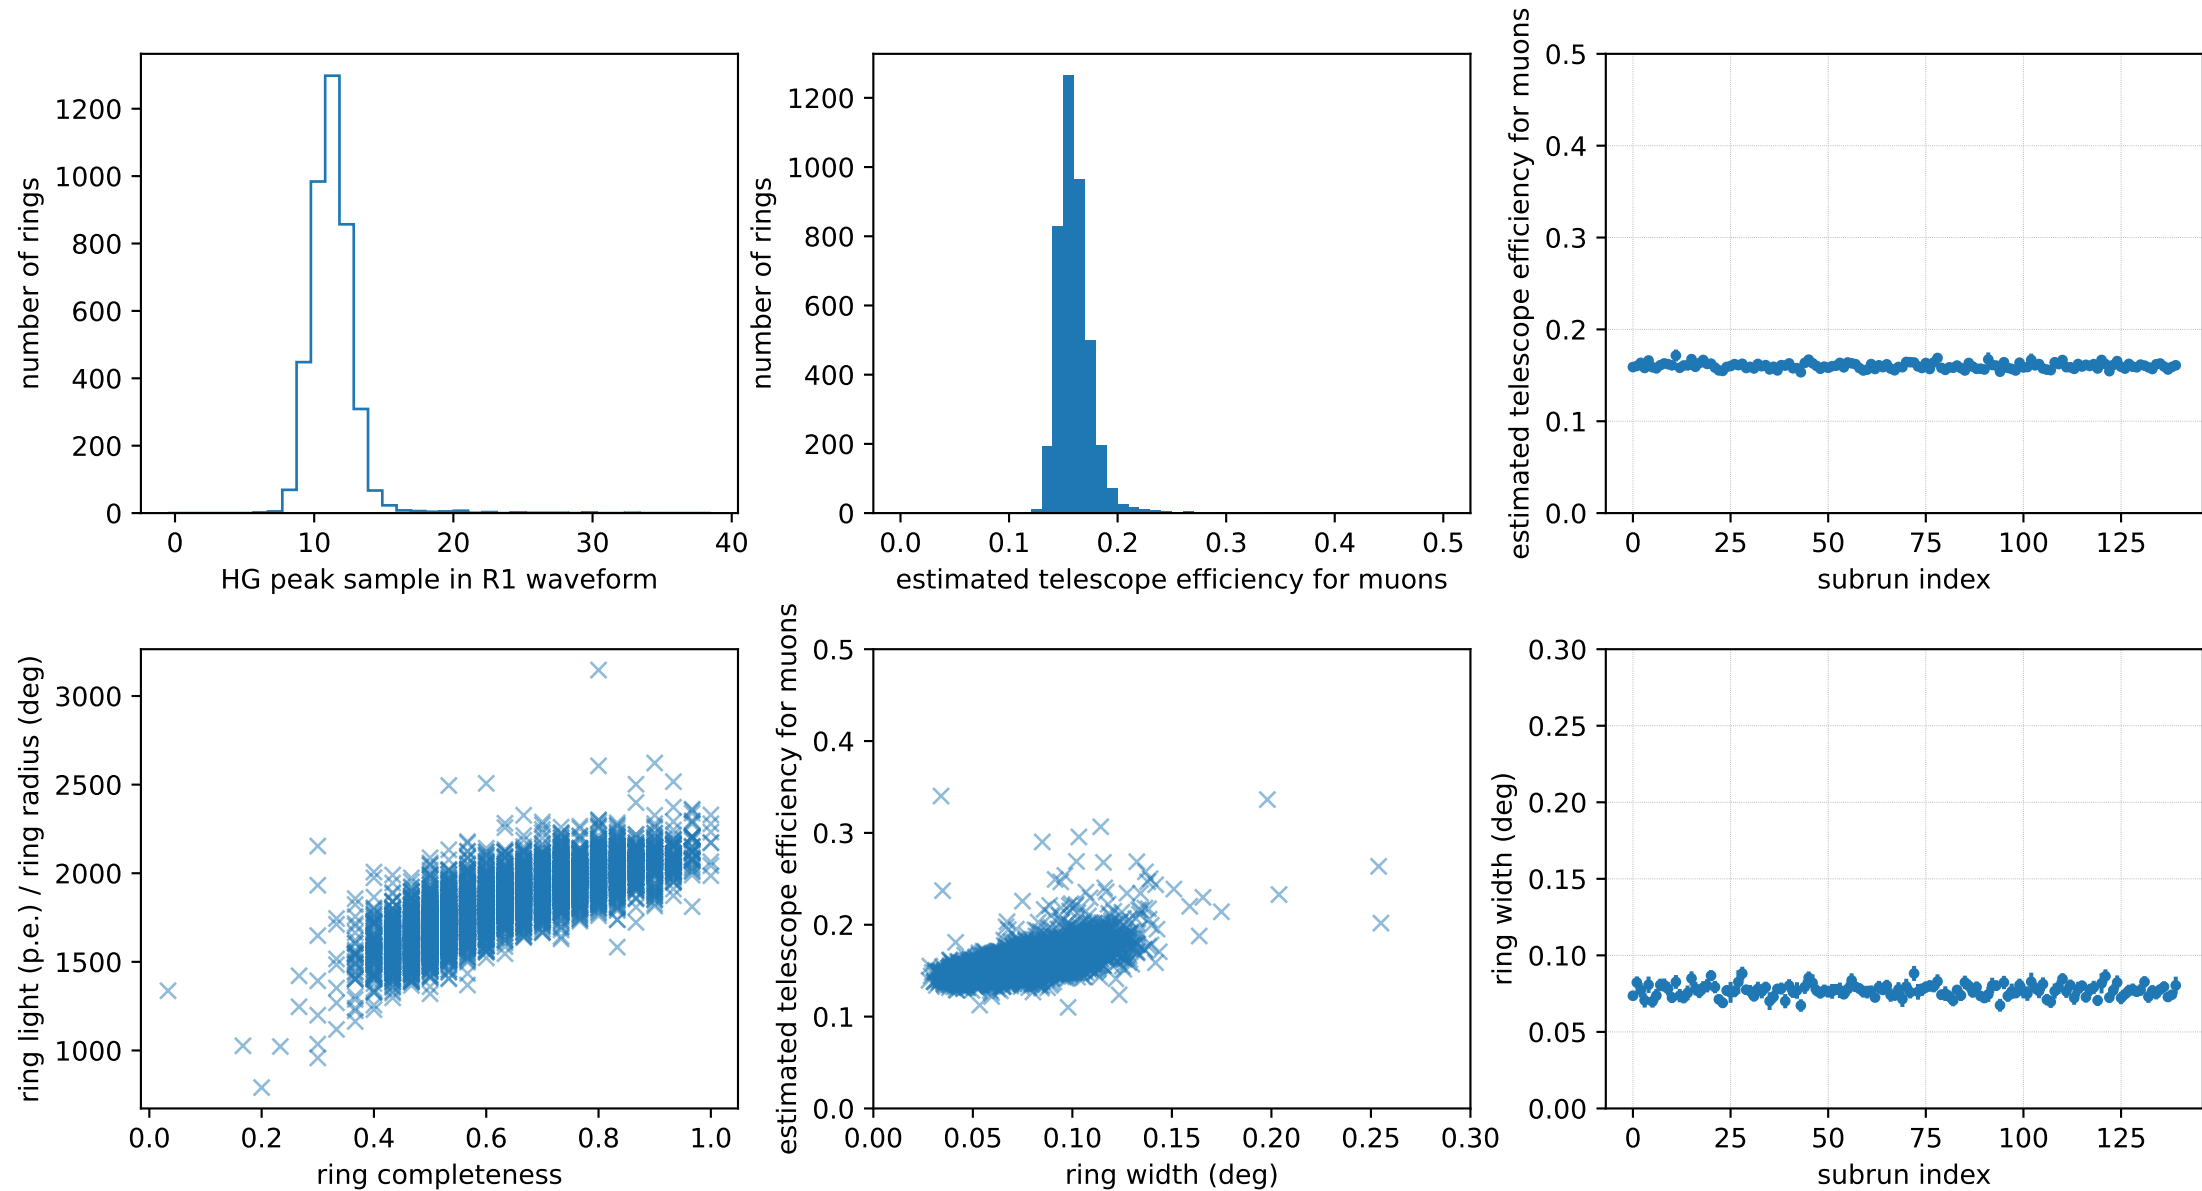 number of rings
1200
1000
800
600
400
200
0
0 10 20 30 40
HG peak sample in R1 waveform
number of rings
1200
1000
800
600
400
200
0
0.0 0.1 0.2 0.3 0.4 0.5
estimated telescope efficiency for muons
estimated telescope efficiency for muons
0.5
0.4
0.3
0.2
0.1
0.0
0 25 50 75 100 125
subrun index
ring light (p.e.) / ring radius (deg)
3000
2500
2000
1500
1000
0.0 0.2 0.4 0.6 0.8 1.0
ring completeness
estimated telescope efficiency for muons
0.5
0.4
0.3
0.2
0.1
0.0
0.00 0.05 0.10 0.15 0.20 0.25 0.30
ring width (deg)
ring width (deg)
0.30
0.25
0.20
0.15
0.10
0.05
0.00
0 25 50 75 100 125
subrun index